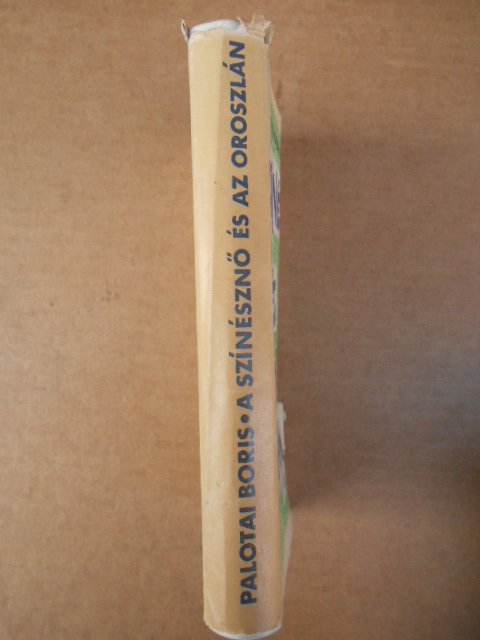 PALOTAI BORIS • A SZÍNÉSZNŐ ÉS AZ OROSZLÁN